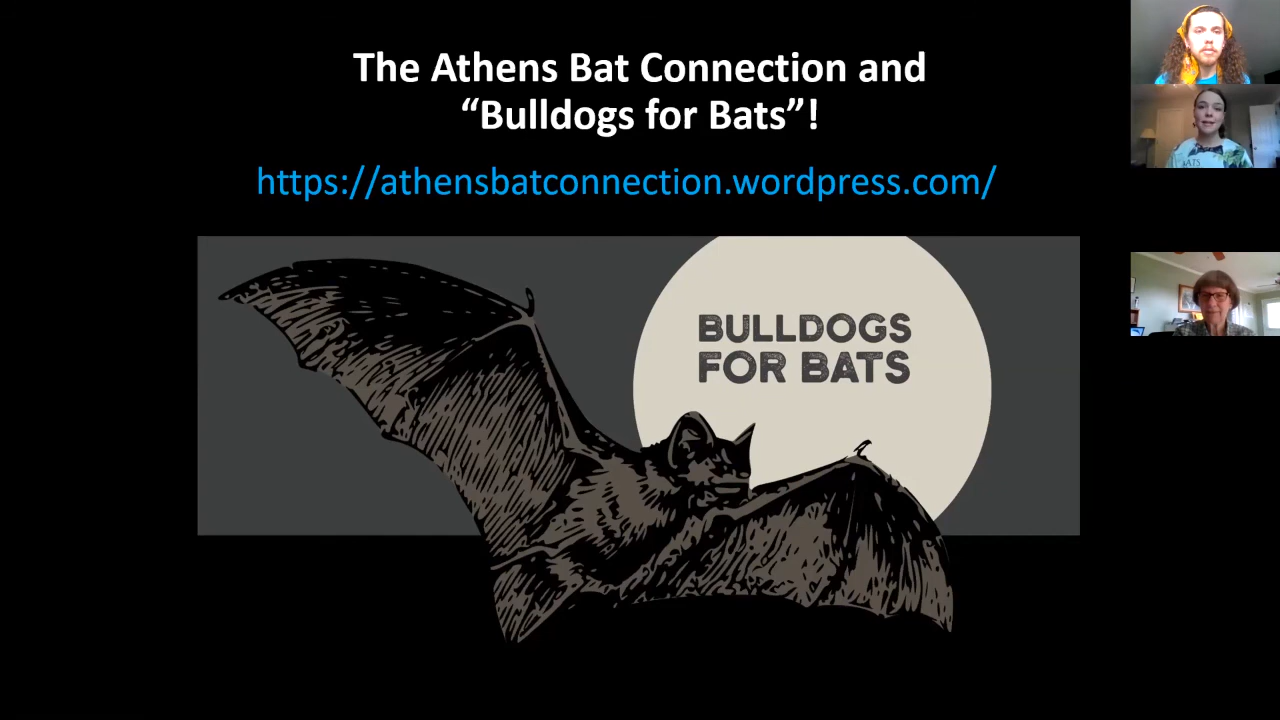 The Athens Bat Connection and
“Bulldogs for Bats”!
https://athensbatconnection.wordpress.com/
BULLDOGS
FOR BATS